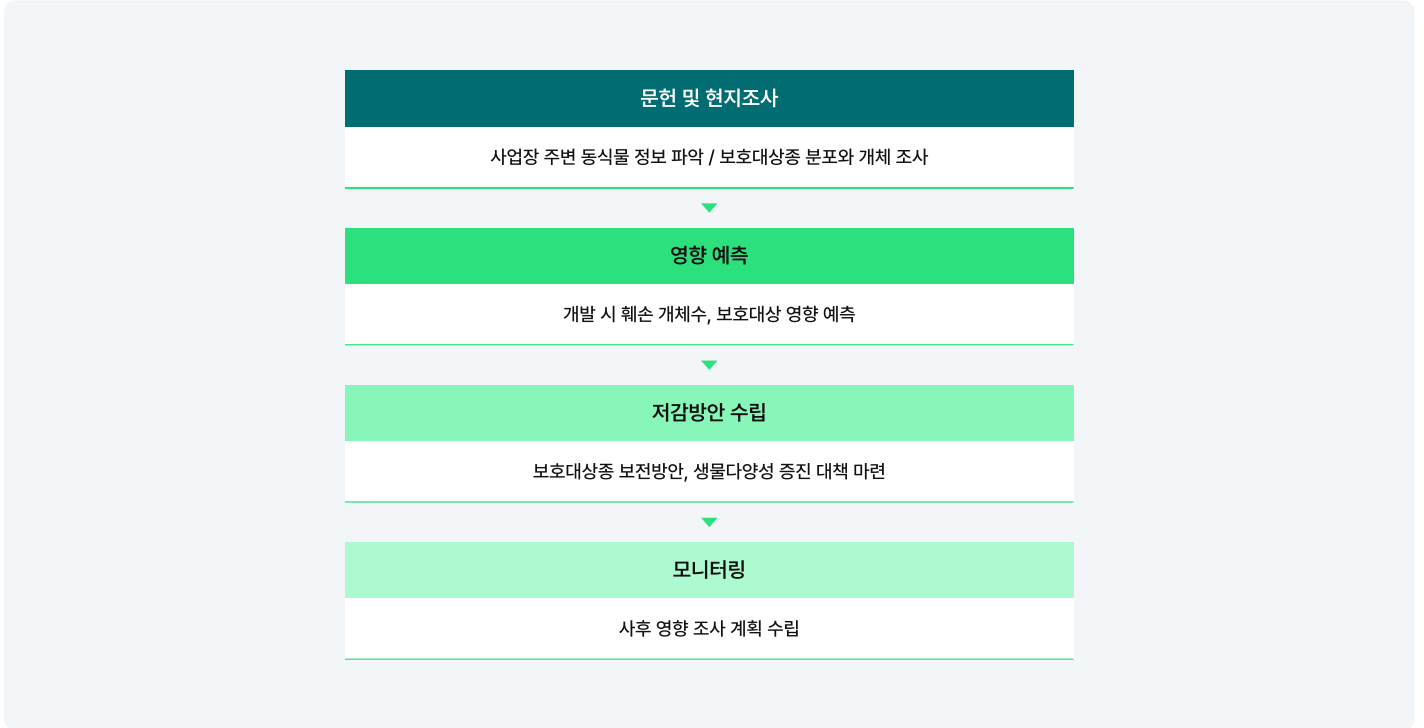 문헌 및 현지조사
사업장 주변 동식물 정보 파악 / 보호대상종 분포와 개체 조사
영향 예측
개발 시 훼손 개체수, 보호대상 영향 예측
저감방안 수립
보호대상종 보전방안, 생물다양성 증진 대책 마련
모니터링
사후 영향 조사 계획 수립